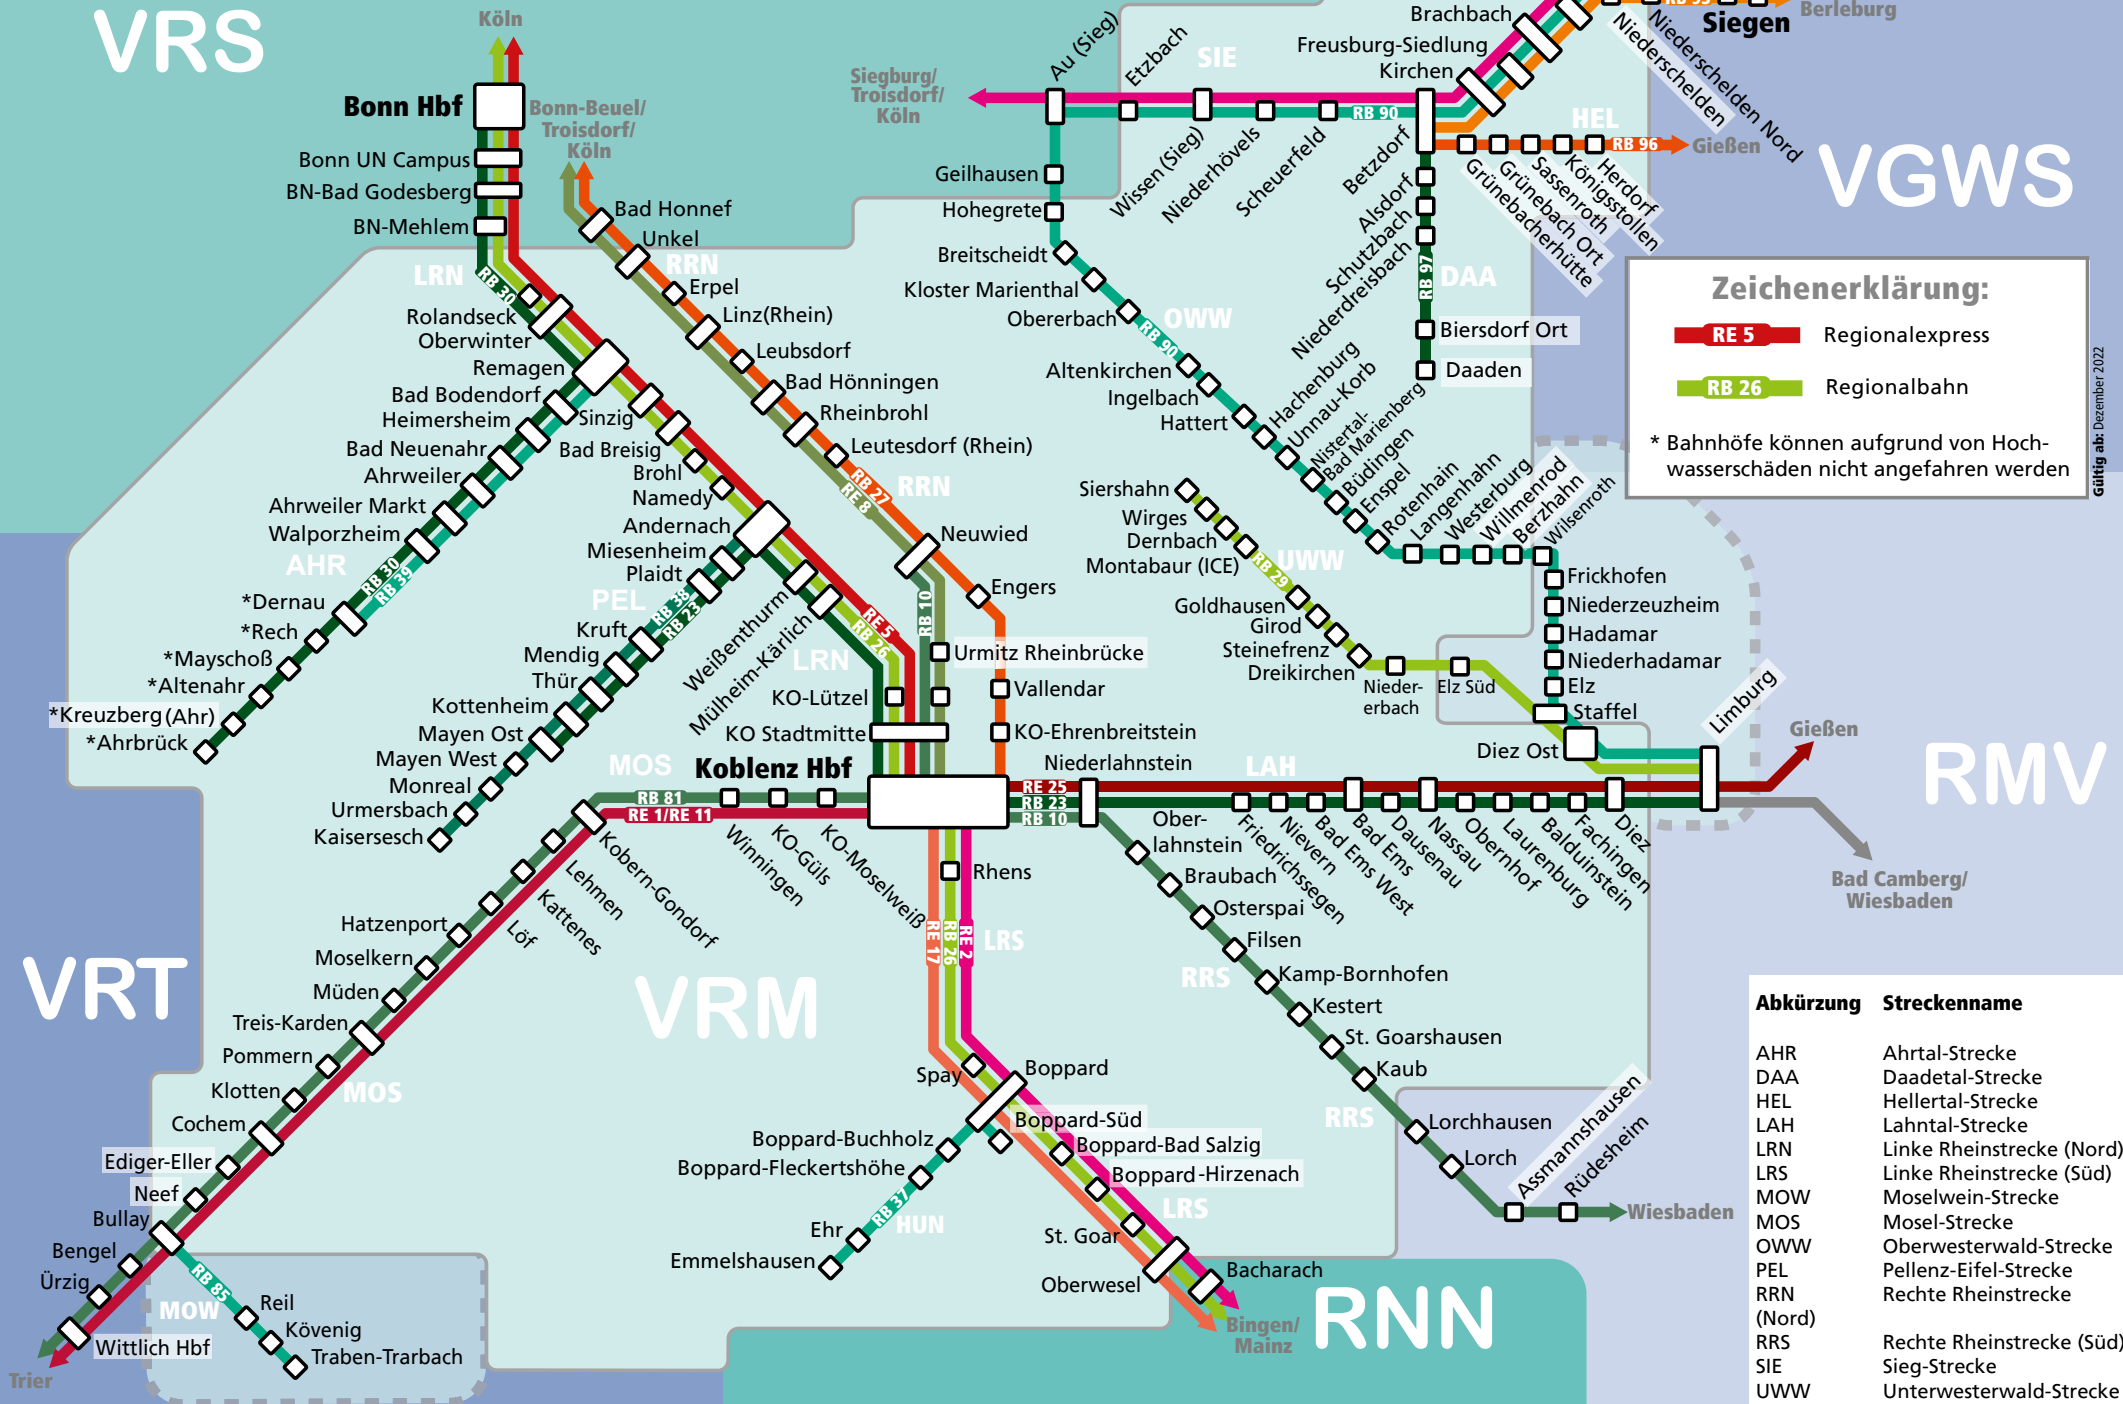 VRS
Köln
Bonn Hbf
Bonn-Beuel/
Troisdorf/
Köln
Bonn UN Campus
BN-Bad Godesberg
BN-Mehlem
LRN
RB 30
Rolandseck
Oberwinter
Remagen
Bad Bodendorf
Heimersheim
Bad Neuenahr
Ahrweiler
Ahrweiler Markt
Walporzheim
AHR
RB 30
RB 39
*Dernau
*Rech
*Mayschoß
*Altenahr
*Kreuzberg (Ahr)
*Ahrbrück
Bad Honnef
Unkel
RRN
Erpel
Linz(Rhein)
Leubsdorf
Bad Hönningen
Rheinbrohl
Leutesdorf (Rhein)
RB 27
RE 8
RRN
Neuwied
Engers
RB 10
Urmitz Rheinbrücke
Vallendar
KO-Ehrenbreitstein
Sinzig
Bad Breisig
Brohl
Namedy
Andernach
Miesenheim
Plaidt
PEL
RB 38
RB 23
Kruft
Mendig
Thür
Kottenheim
Mayen Ost
Mayen West
Monreal
Urmersbach
Kaisersesch
Weißenthurm
Mülheim-Kärlich
RE 5
RB 26
LRN
KO-Lützel
KO Stadtmitte
Koblenz Hbf
MOS
RB 81
RE 1/RE 11
Winningen
KO-Güls
KO-Moselweiß
Kobern-Gondorf
Lehmen
Kattenes
Löf
Hatzenport
Moselkern
Müden
Treis-Karden
Pommern
Klotten
Cochem
MOS
Ediger-Eller
Neef
Bullay
Bengel
Ürzig
Wittlich Hbf
Trier
RB 85
MOW
Reil
Kövenig
Traben-Trarbach
VRT
VRM
Siegburg/
Troisdorf/
Köln
Au (Sieg)
Etzbach
SIE
Wissen (Sieg)
Niederhövels
Scheuerfeld
RB 90
Betzdorf
Kirchen
Freusburg-Siedlung
Brachbach
Niederschelden
Niederschelden Nord
RB 93
Siegen
Berleburg
HEL
RB 96
Gießen
Grünebacherhütte
Grünebach Ort
Sassenroth
Königsstollen
Herdorf
VGWS
Alsdorf
Schutzbach
Niederdreisbach
RB 97
DAA
Biersdorf Ort
Daaden
Geilhausen
Hohegrete
Breitscheidt
Kloster Marienthal
Obererbach
OWW
RB 90
Altenkirchen
Ingelbach
Hattert
Hachenburg
Unnau-Korb
Nistertal-
Bad Marienberg
Büdingen
Enspel
Rotenhain
Langenhahn
Westerburg
Willmenrod
Berzhahn
Wilsenroth
Frickhofen
Niederzeuzheim
Hadamar
Niederhadamar
Elz
Staffel
Diez Ost
Limburg
Siershahn
Wirges
Dernbach
Montabaur (ICE)
RB 29
UWW
Goldhausen
Girod
Steinefrenz
Dreikirchen
Nieder-
erbach
Elz Süd
Gießen
RMV
Bad Camberg/
Wiesbaden
Niederlahnstein
LAH
RE 25
RB 23
RB 10
Friedrichssegen
Nievern
Bad Ems West
Bad Ems
Dausenau
Nassau
Obernhof
Laurenburg
Balduinstein
Fachingen
Diez
Ober-
lahnstein
Braubach
Osterspai
Filsen
Kamp-Bornhofen
Kestert
St. Goarshausen
Kaub
RRS
RRS
Lorchhausen
Lorch
Assmannshausen
Rüdesheim
Wiesbaden
Rhens
RE 17
RB 26
RE 2
LRS
Spay
Boppard
Boppard-Süd
Boppard-Bad Salzig
Boppard-Hirzenach
LRS
St. Goar
Oberwesel
Bacharach
Bingen/
Mainz
RNN
Boppard-Buchholz
Boppard-Fleckertshöhe
RB 37
HUN
Ehr
Emmelshausen
Zeichenerklärung:
RE 5 Regionalexpress
RB 26 Regionalbahn
* Bahnhöfe können aufgrund von Hoch-
wasserschäden nicht angefahren werden
Gültig ab: Dezember 2022
Abkürzung Streckenname
AHR Ahrtal-Strecke
DAA Daadetal-Strecke
HEL Hellertal-Strecke
LAH Lahntal-Strecke
LRN Linke Rheinstrecke (Nord)
LRS Linke Rheinstrecke (Süd)
MOW Moselwein-Strecke
MOS Mosel-Strecke
OWW Oberwesterwald-Strecke
PEL Pellenz-Eifel-Strecke
RRN Rechte Rheinstrecke
(Nord)
RRS Rechte Rheinstrecke (Süd)
SIE Sieg-Strecke
UWW Unterwesterwald-Strecke